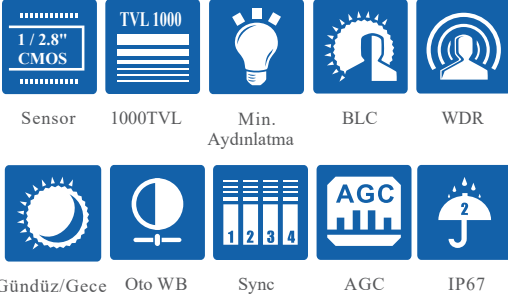 1 / 2.8"
CMOS
TVL 1000
Sensor
1000TVL
Min.
Aydınlatma
BLC
WDR
1 2 3 4
AGC
2
Gündüz/Gece
Oto WB
Sync
AGC
IP67